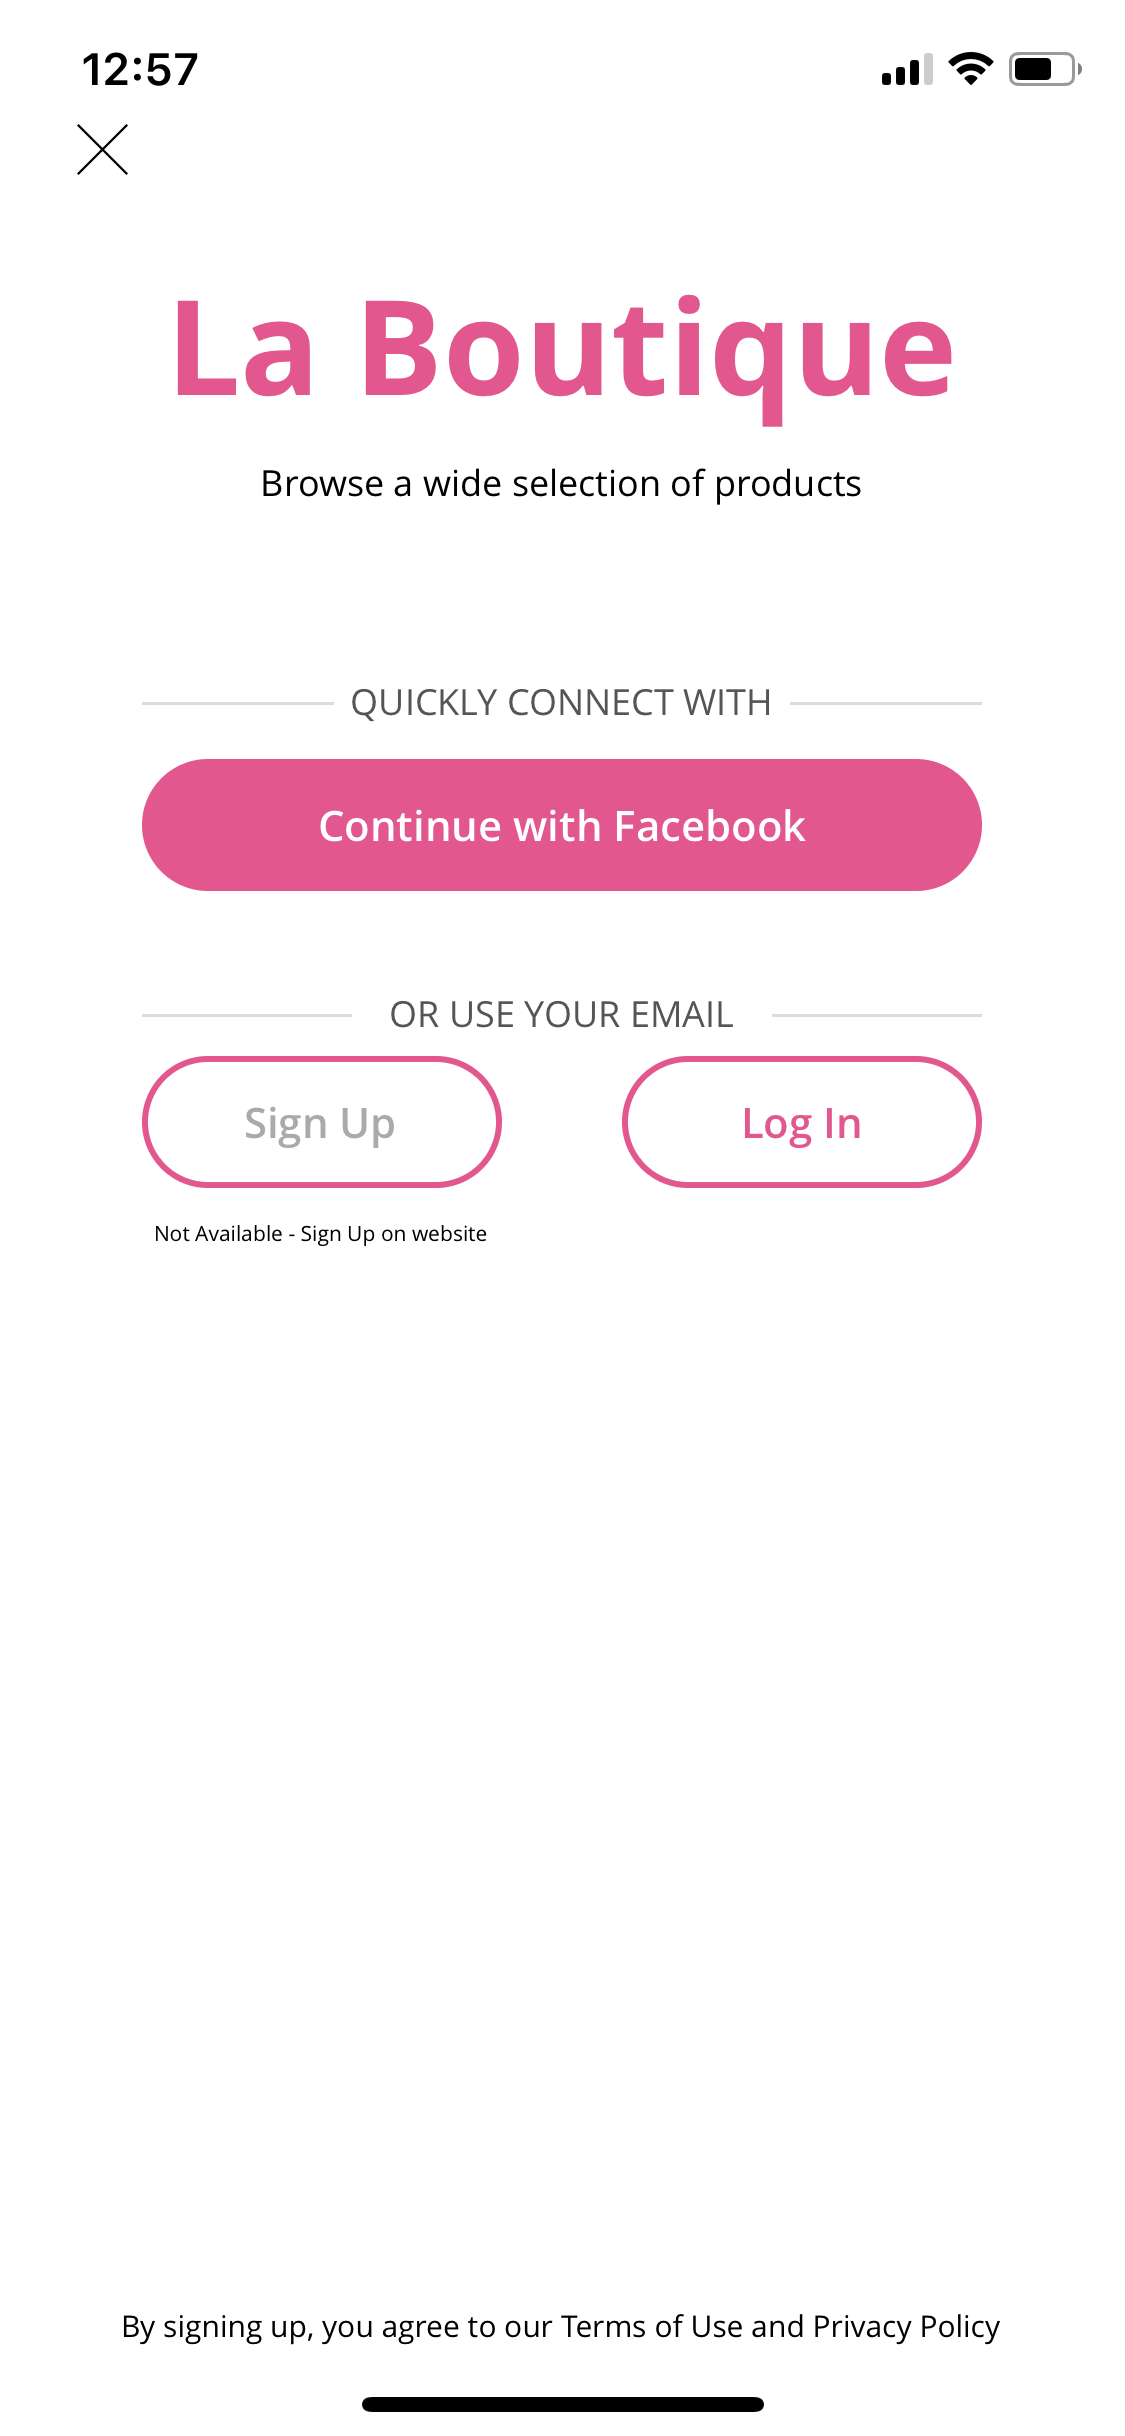 12:57
La Boutique
Browse a wide selection of products
QUICKLY CONNECT WITH
Continue with Facebook
OR USE YOUR EMAIL
Sign Up
Log In
Not Available - Sign Up on website
By signing up, you agree to our Terms of Use and Privacy Policy